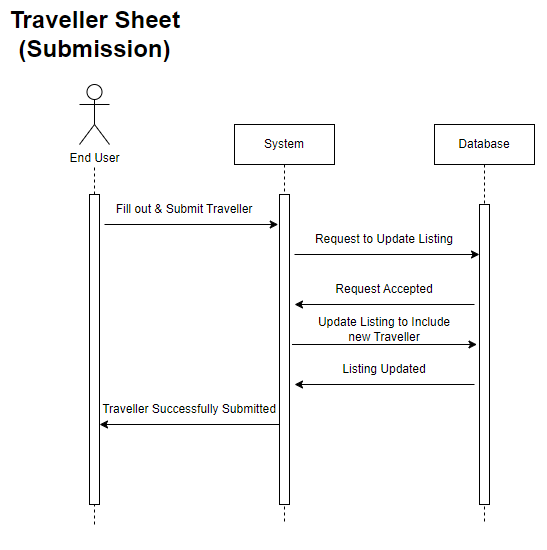 Traveller Sheet
(Submission)
End User
System
Database
Fill out & Submit Traveller
Request to Update Listing
Request Accepted
Update Listing to Include
new Traveller
Listing Updated
Traveller Successfully Submitted